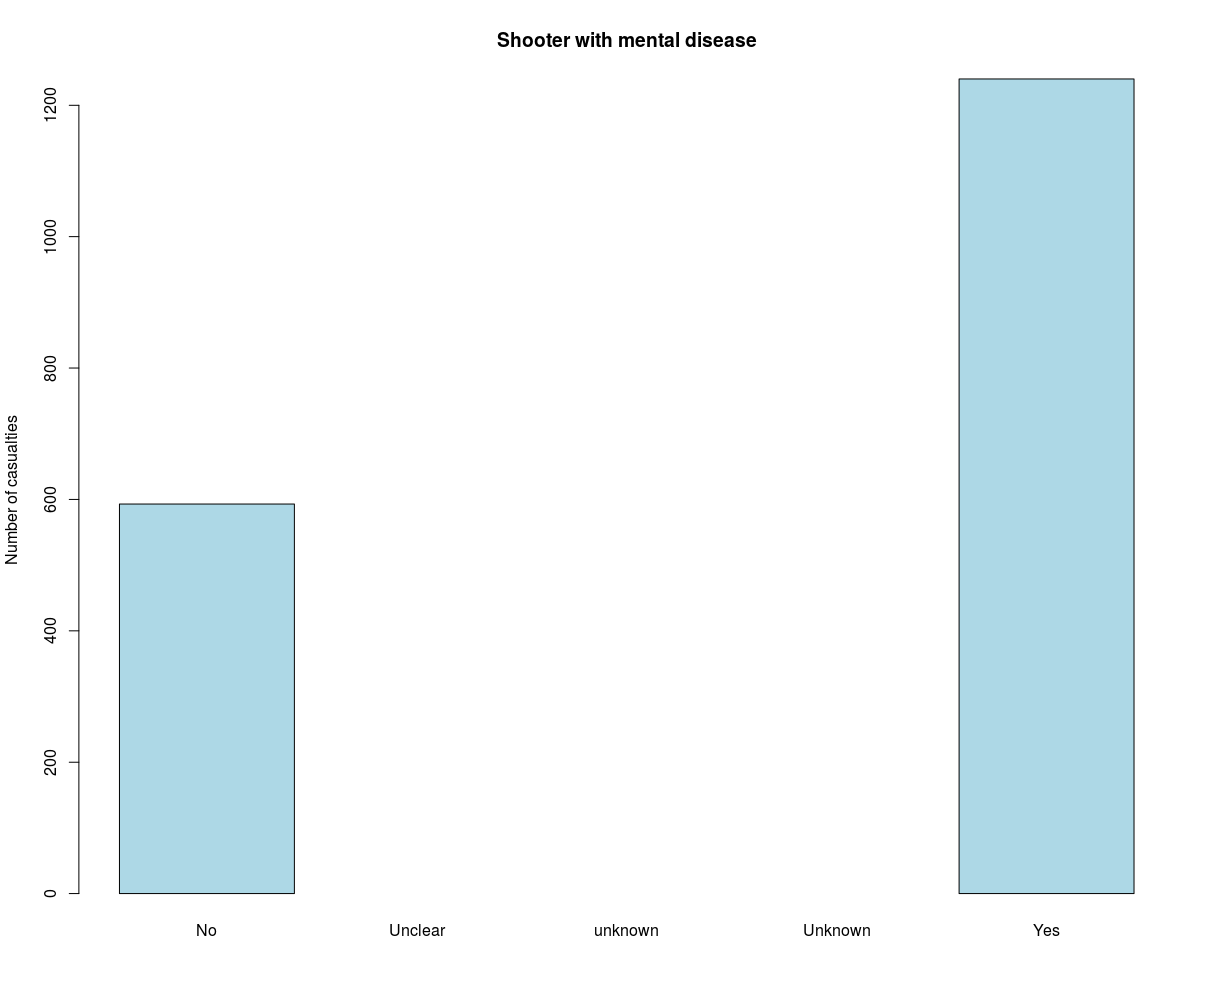 Shooter with mental disease
Number of casualties
1200
1000
800
600
400
200
0
No
Unclear
unknown
Unknown
Yes